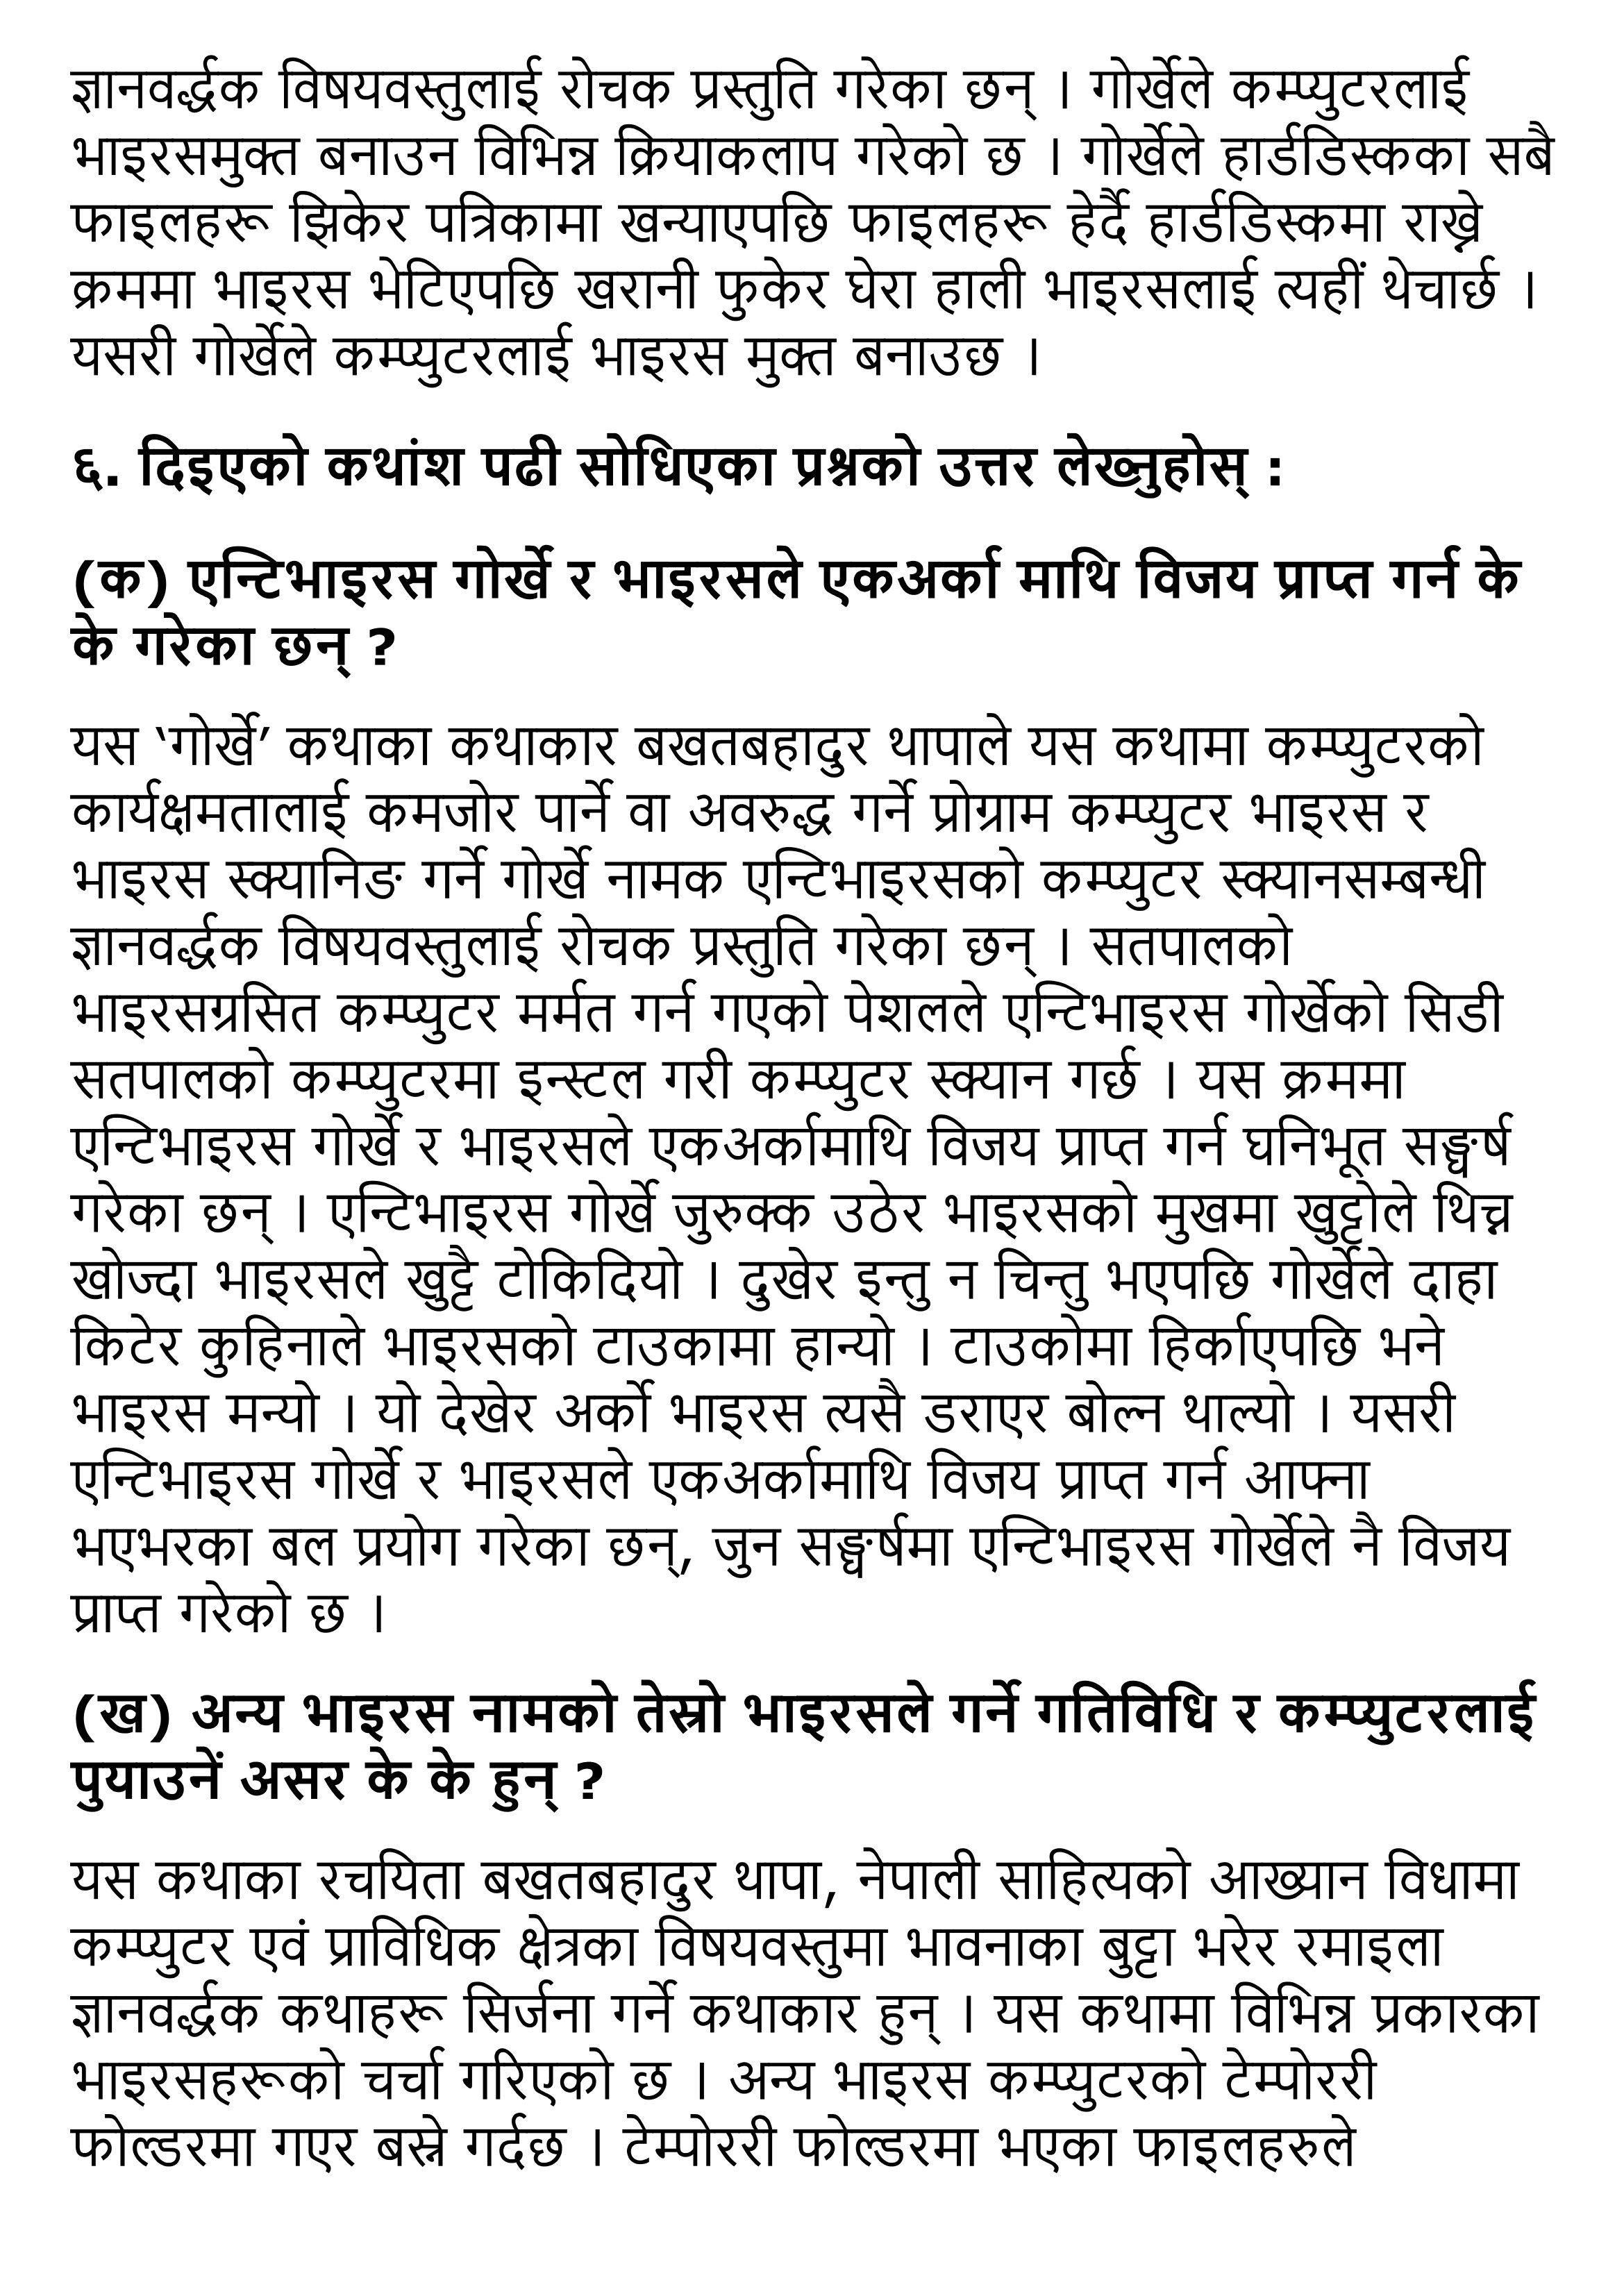 ज्ञानवर्द्धक विषयवस्तुलाई रोचक प्रस्तुति गरेका छन् । गोर्खेले कम्प्युटरलाई
भाइरसमुक्त बनाउन विभिन्न क्रियाकलाप गरेको छ । गोर्खेले हार्डडिस्कका सबै
फाइलहरू झिकेर पत्रिकामा खन्याएपछि फाइलहरू हेर्दै हार्डडिस्कमा राख्ने
क्रममा भाइरस भेटिएपछि खरानी फुकेर घेरा हाली भाइरसलाई त्यहीं थेचार्छ ।
यसरी गोर्खेले कम्प्युटरलाई भाइरस मुक्त बनाउछ ।
६. दिइएको कथांश पढी सोधिएका प्रश्नको उत्तर लेख्नुहोस् :
(क) एन्टिभाइरस गोर्खे र भाइरसले एकअर्का माथि विजय प्राप्त गर्न के
के गरेका छन् ?
यस ‘गोर्खे’ कथाका कथाकार बखतबहादुर थापाले यस कथामा कम्प्युटरको
कार्यक्षमतालाई कमजोर पार्ने वा अवरुद्ध गर्ने प्रोग्राम कम्प्युटर भाइरस र
भाइरस स्क्यानिङ गर्ने गोर्खे नामक एन्टिभाइरसको कम्प्युटर स्क्यानसम्बन्धी
ज्ञानवर्द्धक विषयवस्तुलाई रोचक प्रस्तुति गरेका छन् । सतपालको
भाइरसग्रसित कम्प्युटर मर्मत गर्न गएको पेशलले एन्टिभाइरस गोर्खेको सिडी
सतपालको कम्प्युटरमा इन्स्टल गरी कम्प्युटर स्क्यान गर्छ । यस क्रममा
एन्टिभाइरस गोर्खे र भाइरसले एकअर्कामाथि विजय प्राप्त गर्न घनिभूत सङ्घर्ष
गरेका छन् । एन्टिभाइरस गोर्खे जुरुक्क उठेर भाइरसको मुखमा खुट्टोले थिच्न
खोज्दा भाइरसले खुट्टै टोकिदियो । दुखेर इन्तु न चिन्तु भएपछि गोर्खेले दाहा
किटेर कुहिनाले भाइरसको टाउकामा हान्यो । टाउकोमा हिर्काएपछि भने
भाइरस मन्यो । यो देखेर अर्को भाइरस त्यसै डराएर बोल्न थाल्यो । यसरी
एन्टिभाइरस गोर्खे र भाइरसले एकअर्कामाथि विजय प्राप्त गर्न आफ्ना
भएभरका बल प्रयोग गरेका छन्, जुन सङ्घर्षमा एन्टिभाइरस गोर्खेले नै विजय
प्राप्त गरेको छ ।
(ख) अन्य भाइरस नामको तेस्रो भाइरसले गर्ने गतिविधि र कम्प्युटरलाई
पुयाउनें असर के के हुन् ?
यस कथाका रचयिता बखतबहादुर थापा, नेपाली साहित्यको आख्यान विधामा
कम्प्युटर एवं प्राविधिक क्षेत्रका विषयवस्तुमा भावनाका बुट्टा भरेर रमाइला
ज्ञानवर्द्धक कथाहरू सिर्जना गर्ने कथाकार हुन् । यस कथामा विभिन्न प्रकारका
भाइरसहरूको चर्चा गरिएको छ । अन्य भाइरस कम्प्युटरको टेम्पोररी
फोल्डरमा गएर बस्ने गर्दछ । टेम्पोररी फोल्डरमा भएका फाइलहरुले